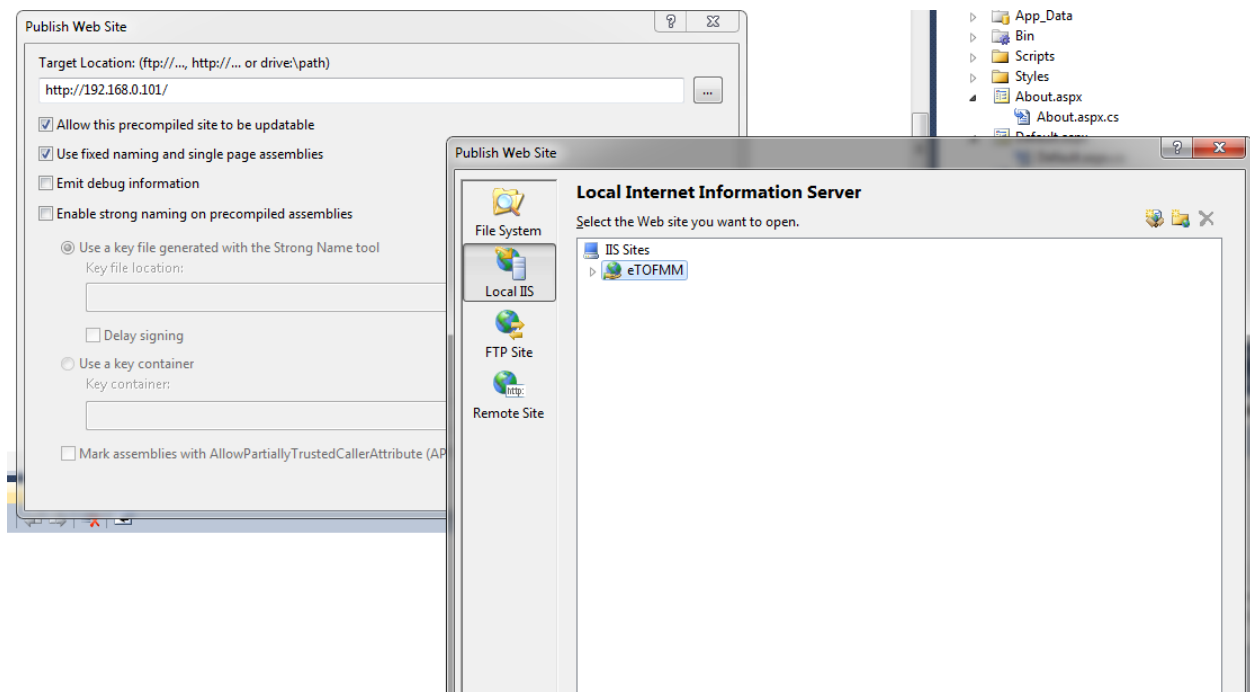 Publish Web Site
Target Location: (ftp://..., http://... or drive:\path)
http://192.168.0.101/
...
Allow this precompiled site to be updatable
Use fixed naming and single page assemblies
Emit debug information
Enable strong naming on precompiled assemblies
Use a key file generated with the Strong Name tool
Key file location:
Delay signing
Use a key container
Key container:
Mark assemblies with AllowPartiallyTrustedCallerAttribute (AP
App_Data
Bin
Scripts
Styles
About.aspx
About.aspx.cs
Default.aspx
Publish Web Site
File System
Local IIS
FTP Site
http:
Remote Site
Local Internet Information Server
Select the Web site you want to open.
IIS Sites
eTOFMM